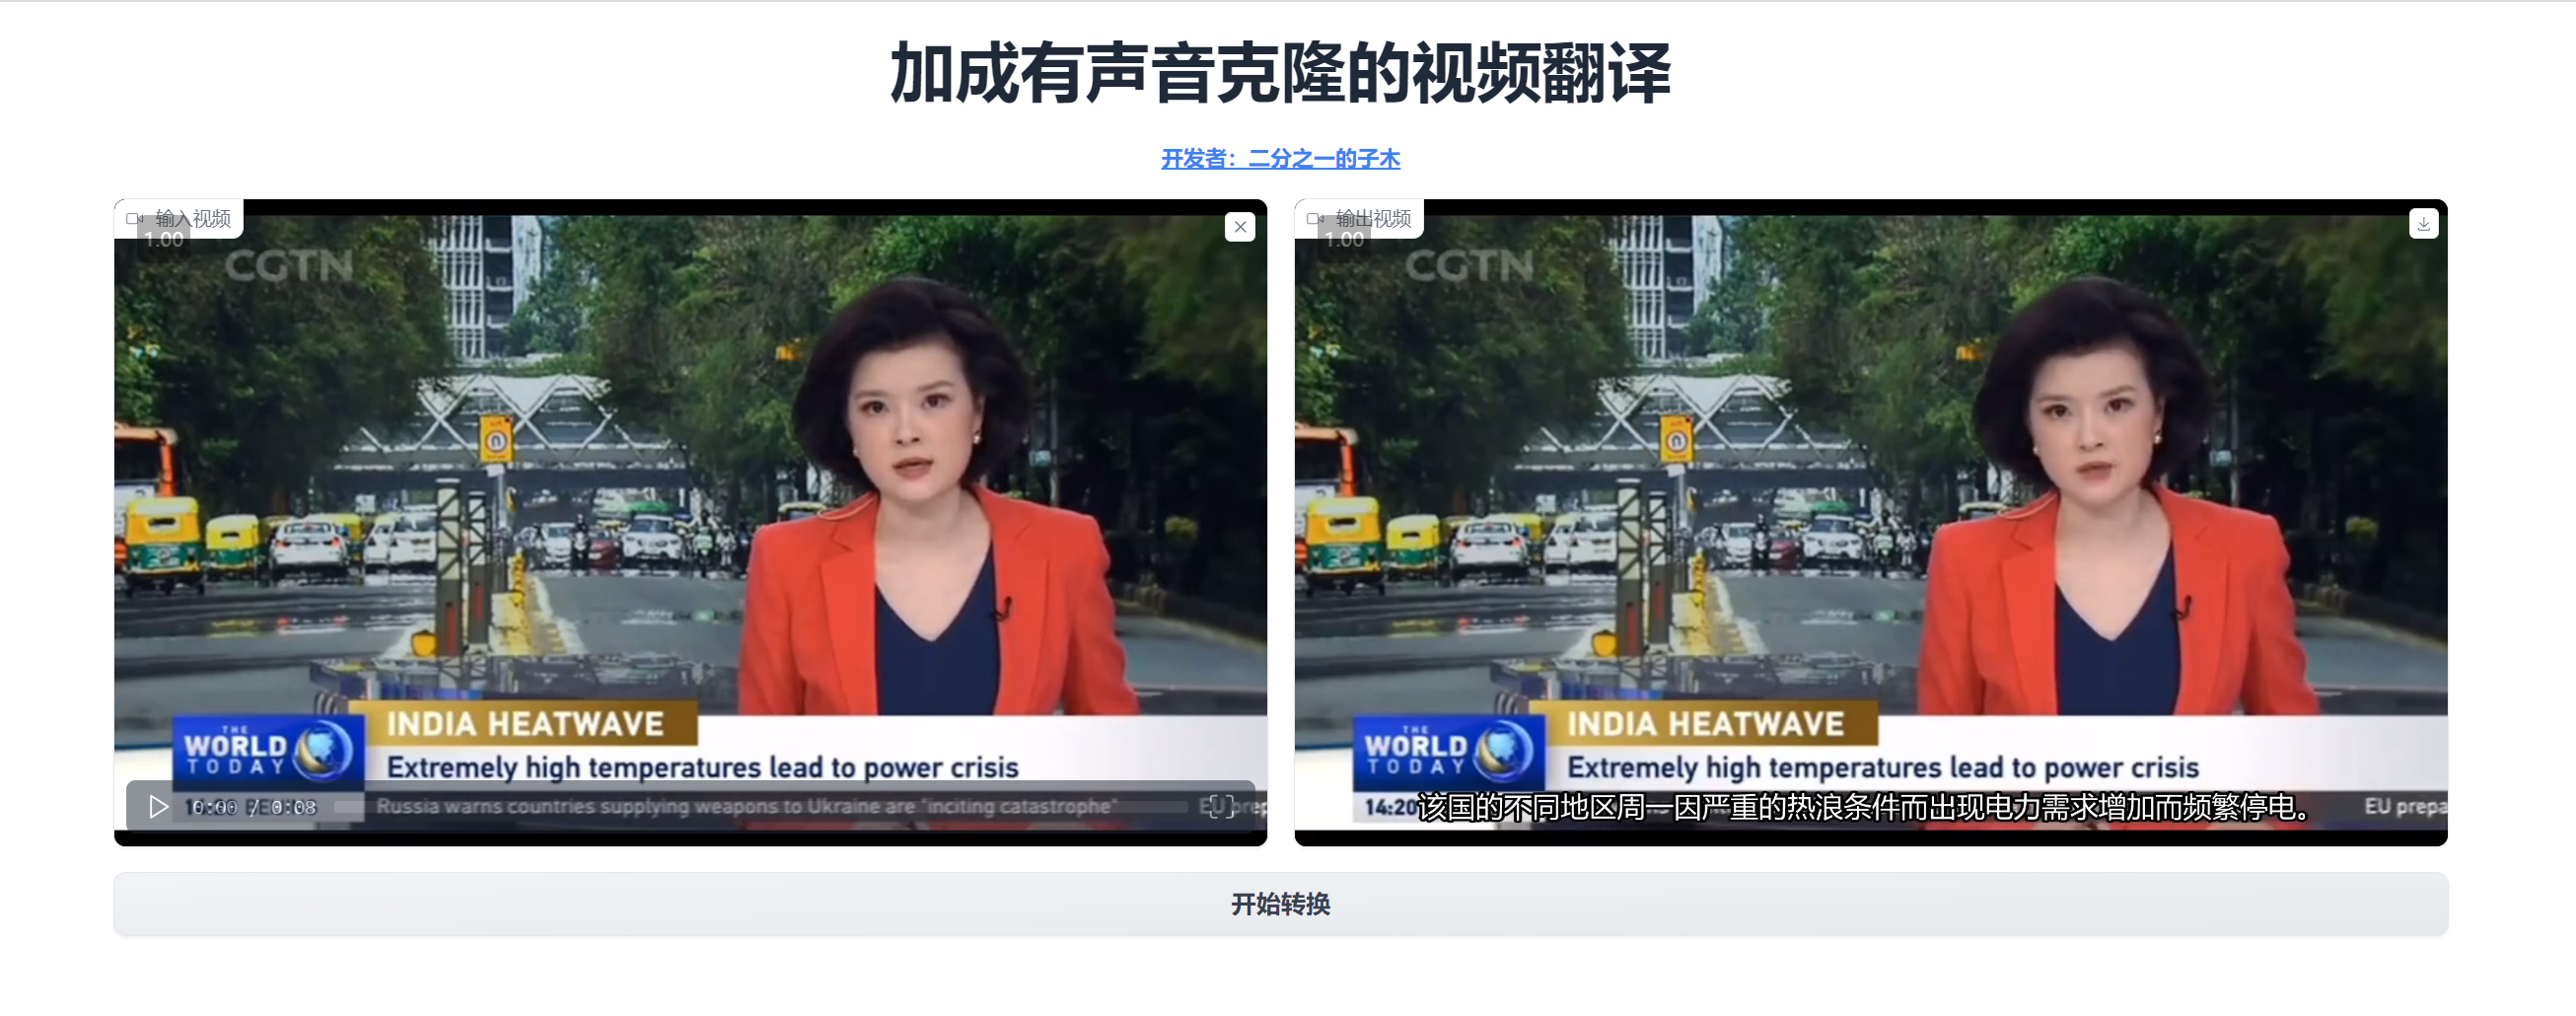 加成有声音克隆的视频翻译
开发者：二分之一的子木
输入视频
1.00
CGTN
INDIA HEATWAVE
THE
WORLD
TODAY
Extremely high temperatures lead to power crisis
0:00 / 0:08
Russia warns countries supplying weapons to Ukraine are "inciting catastrophe"
EU prep
输出视频
1.00
CGTN
INDIA HEATWAVE
THE
WORLD
TODAY
Extremely high temperatures lead to power crisis
14:20
该国的不同地区周一因严重的热浪条件而出现电力需求增加而频繁停电。
EU prepa
开始转换